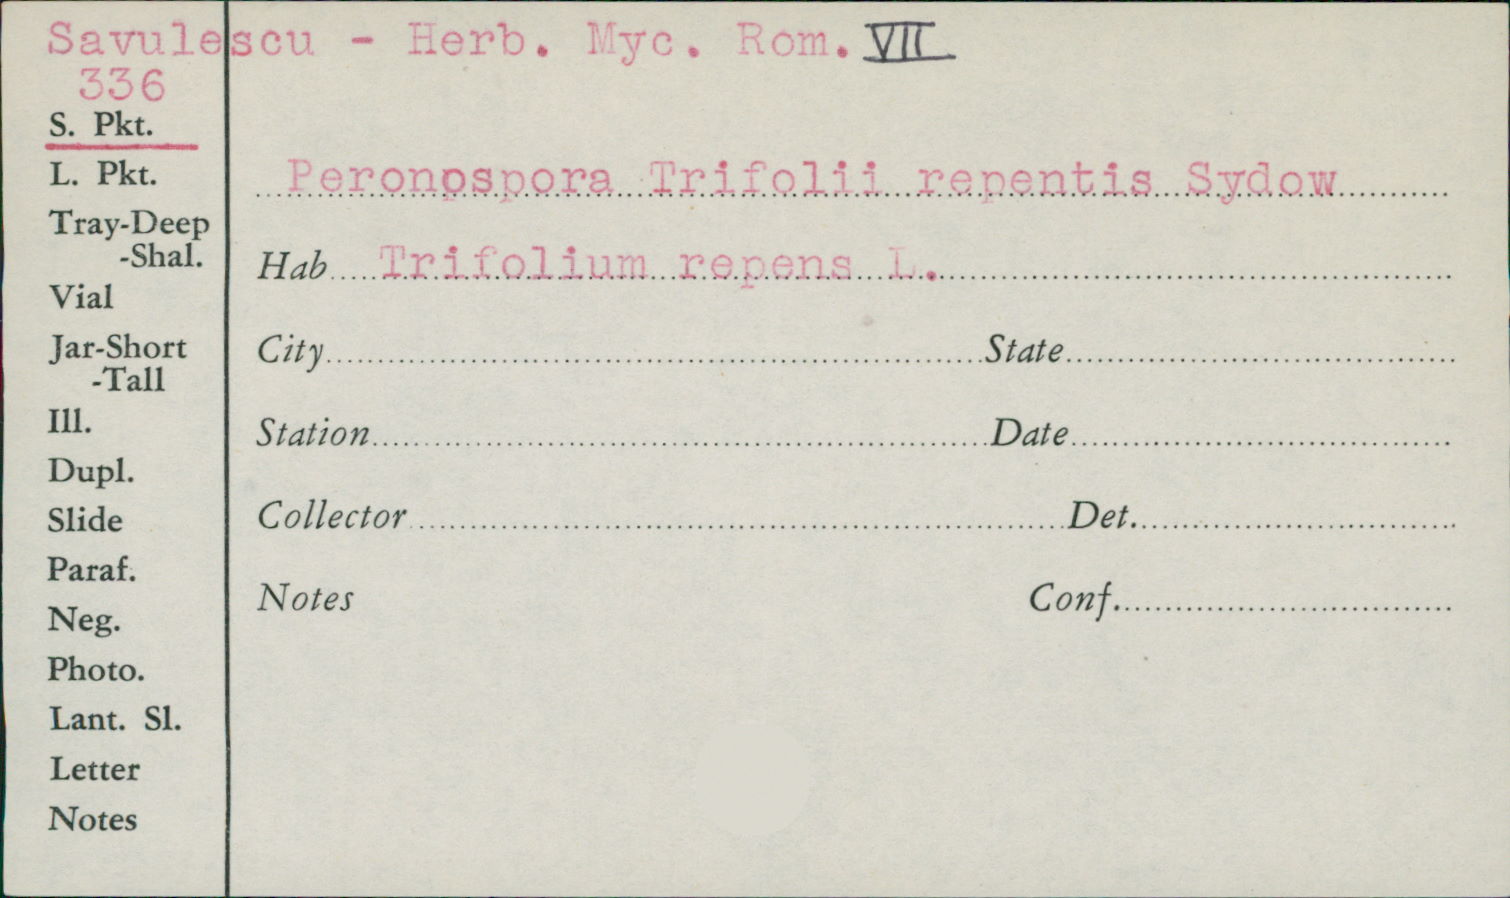 Savulescu - Herb. Myc. Rom. VII
336
S. Pkt.
L. Pkt.
Tray-Deep
-Shal.
Vial
Jar-Short
-Tall
Ill.
Dupl.
Slide
Paraf.
Neg.
Photo.
Lant. Sl.
Letter
Notes
Peronospora Trifolii repentis Sydow
Hab Trifolium repens L.
City State
Station Date
Collector Det.
Notes Conf.